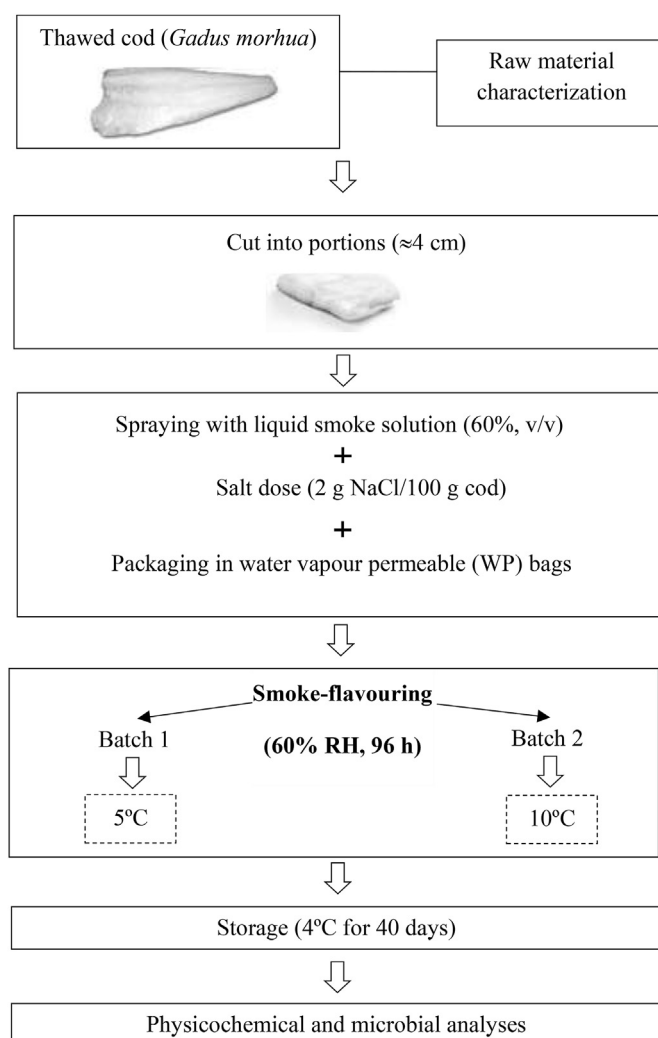 Thawed cod (Gadus morhua)
Raw material
characterization
Cut into portions (≈4 cm)
Spraying with liquid smoke solution (60%, v/v)
+
Salt dose (2 g NaCl/100 g cod)
+
Packaging in water vapour permeable (WP) bags
Smoke-flavouring
Batch 1
(60% RH, 96 h)
Batch 2
5ºC
10ºC
Storage (4ºC for 40 days)
Physicochemical and microbial analyses